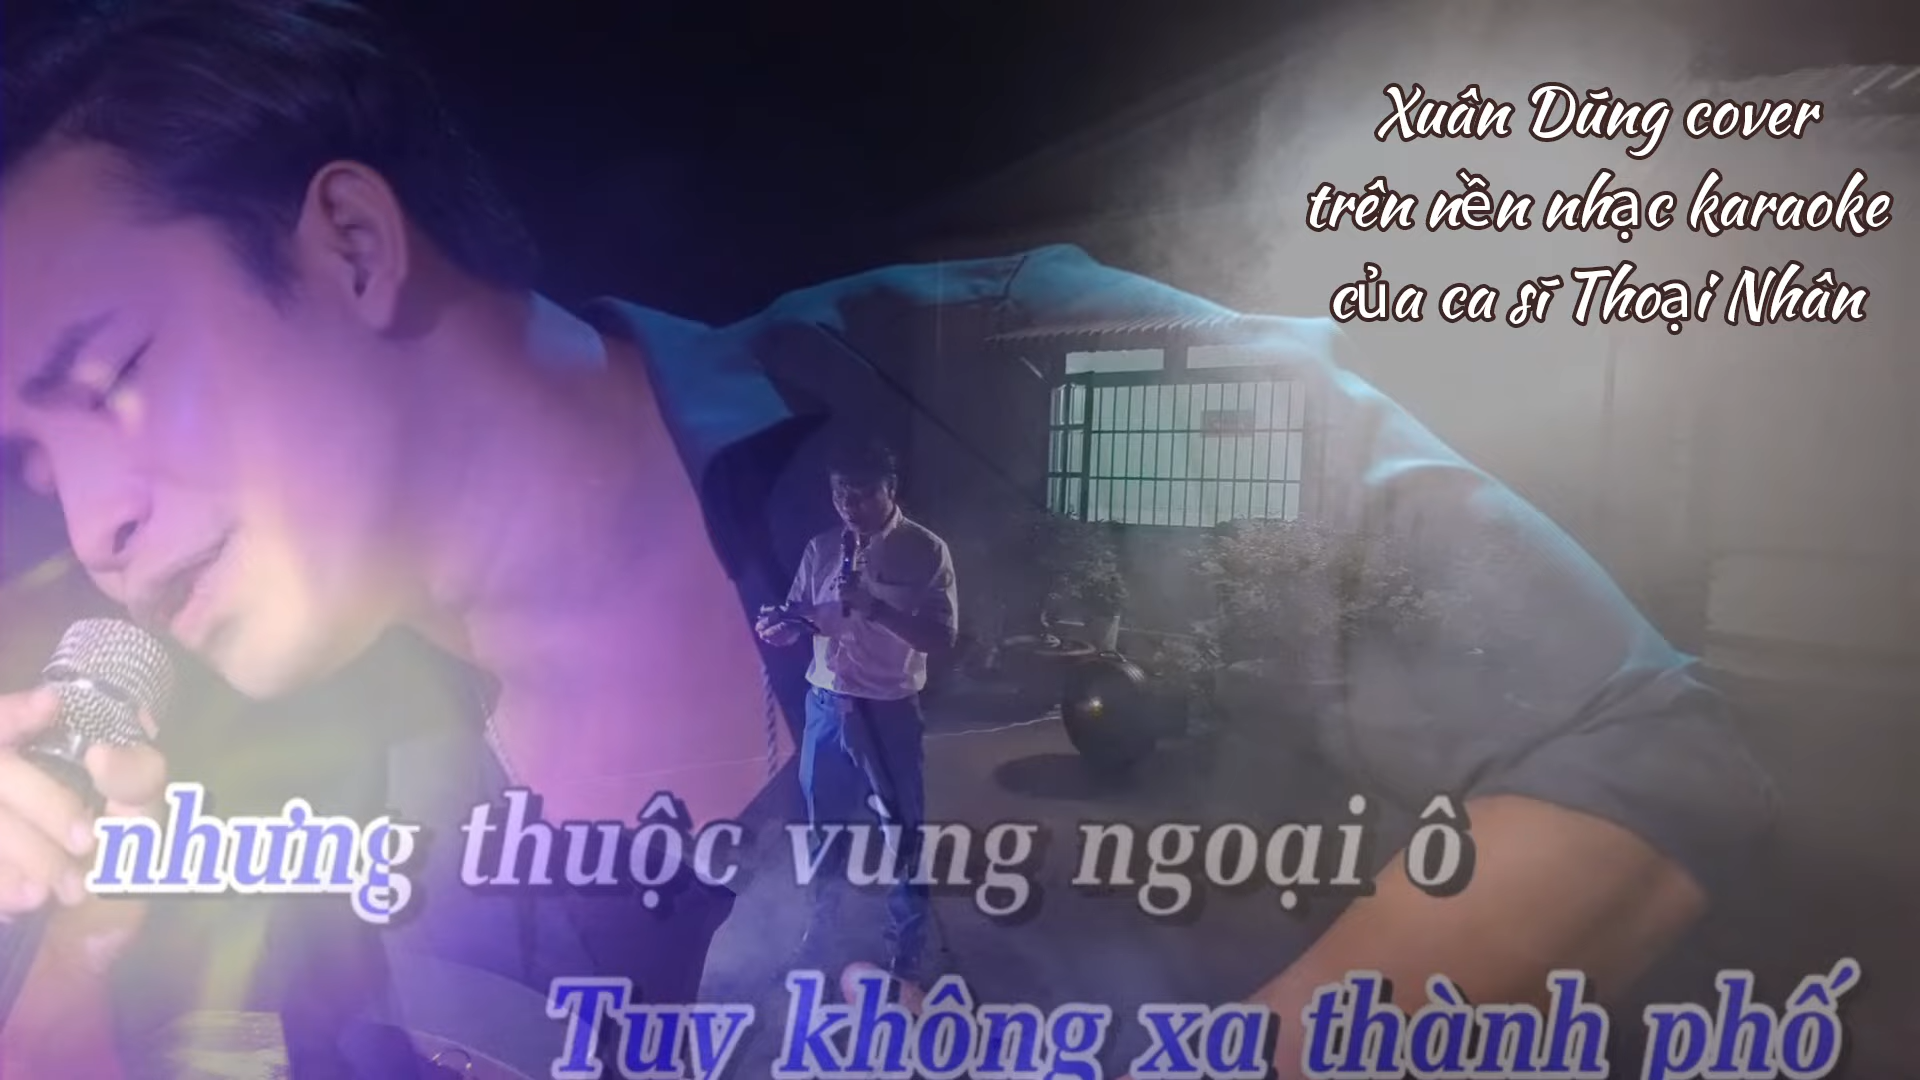 Xuân Dũng cover
trên nền nhạc karaoke
của ca sĩ Thoại Nhân
nhưng thuộc vùng ngoại ô
Tuy không xa thành phố